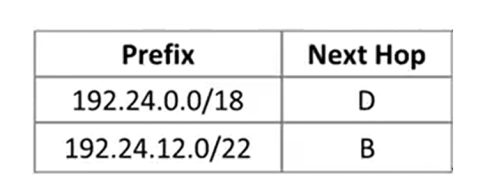 Prefix Next Hop
192.24.0.0/18 D
192.24.12.0/22 B